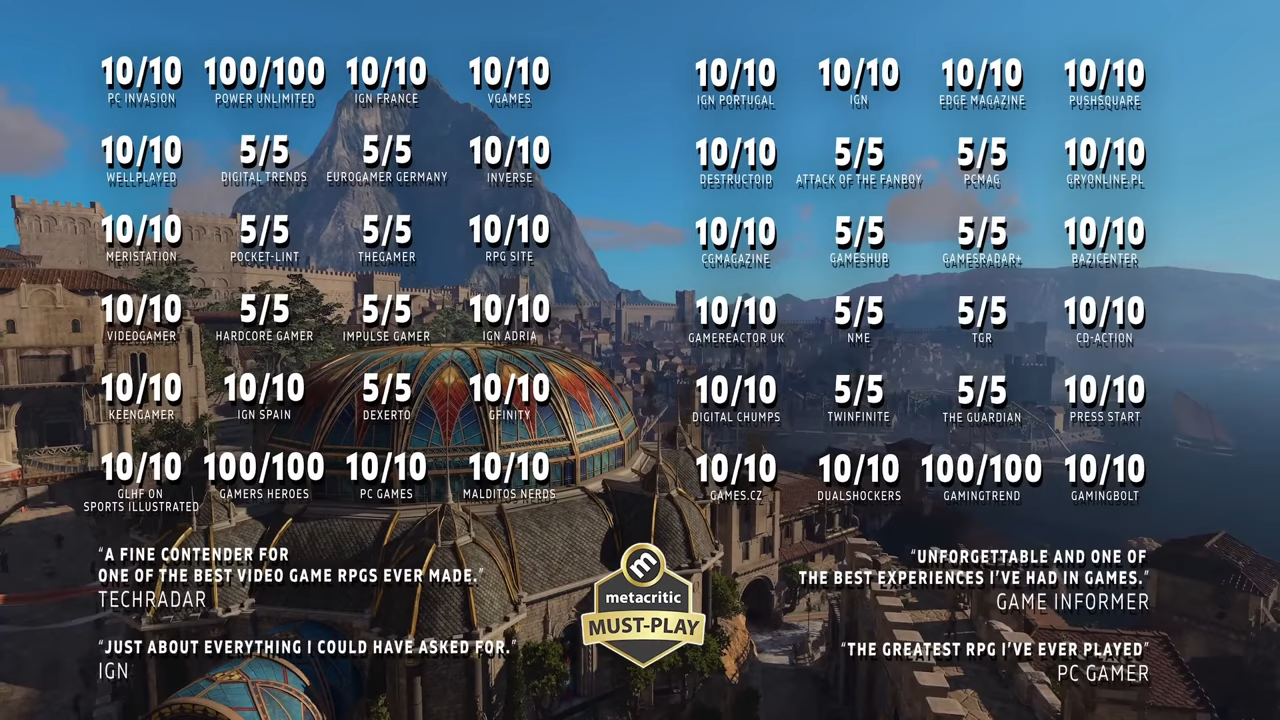 10/10 100/100 10/10 10/10
PC INVASION POWER UNLIMITED IGN FRANCE VGAMES
10/10 5/5 5/5 10/10
WELLPLAYED DIGITAL TRENDS EUROGAMER GERMANY INVERSE
10/10 5/5 5/5 10/10
MERISTATION POCKET-LINT THEGAMER RPG SITE
10/10 5/5 5/5 10/10
VIDEOGAMER HARDCORE GAMER IMPULSE GAMER IGN ADRIA
10/10 10/10 5/5 10/10
KEENGAMER IGN SPAIN DEXERTO GFINITY
10/10 100/100 10/10 10/10
GLHF ON GAMERS HEROES PC GAMES MALDITOS NERDS
SPORTS ILLUSTRATED
"A FINE CONTENDER FOR
ONE OF THE BEST VIDEO GAME RPGS EVER MADE."
TECHRADAR
"JUST ABOUT EVERYTHING I COULD HAVE ASKED FOR."
IGN
m
metacritic
MUST-PLAY
10/10 10/10 10/10 10/10
IGN PORTUGAL IGN EDGE MAGAZINE PUSHSQUARE
10/10 5/5 5/5 10/10
DESTRUCTOID ATTACK OF THE FANBOY PCMAG GRYONLINE.PL
10/10 5/5 5/5 10/10
CGMAGAZINE GAMESHUB GAMESRADAR+ BAZICENTER
10/10 5/5 5/5 10/10
GAMEREACTOR UK NME TGR CD-ACTION
10/10 5/5 5/5 10/10
DIGITAL CHUMPS TWINFINITE THE GUARDIAN PRESS START
10/10 10/10 100/100 10/10
GAMES.CZ DUALSHOCKERS GAMINGTREND GAMINGBOLT
"UNFORGETTABLE AND ONE OF
THE BEST EXPERIENCES I'VE HAD IN GAMES."
GAME INFORMER
"THE GREATEST RPG I'VE EVER PLAYED"
PC GAMER